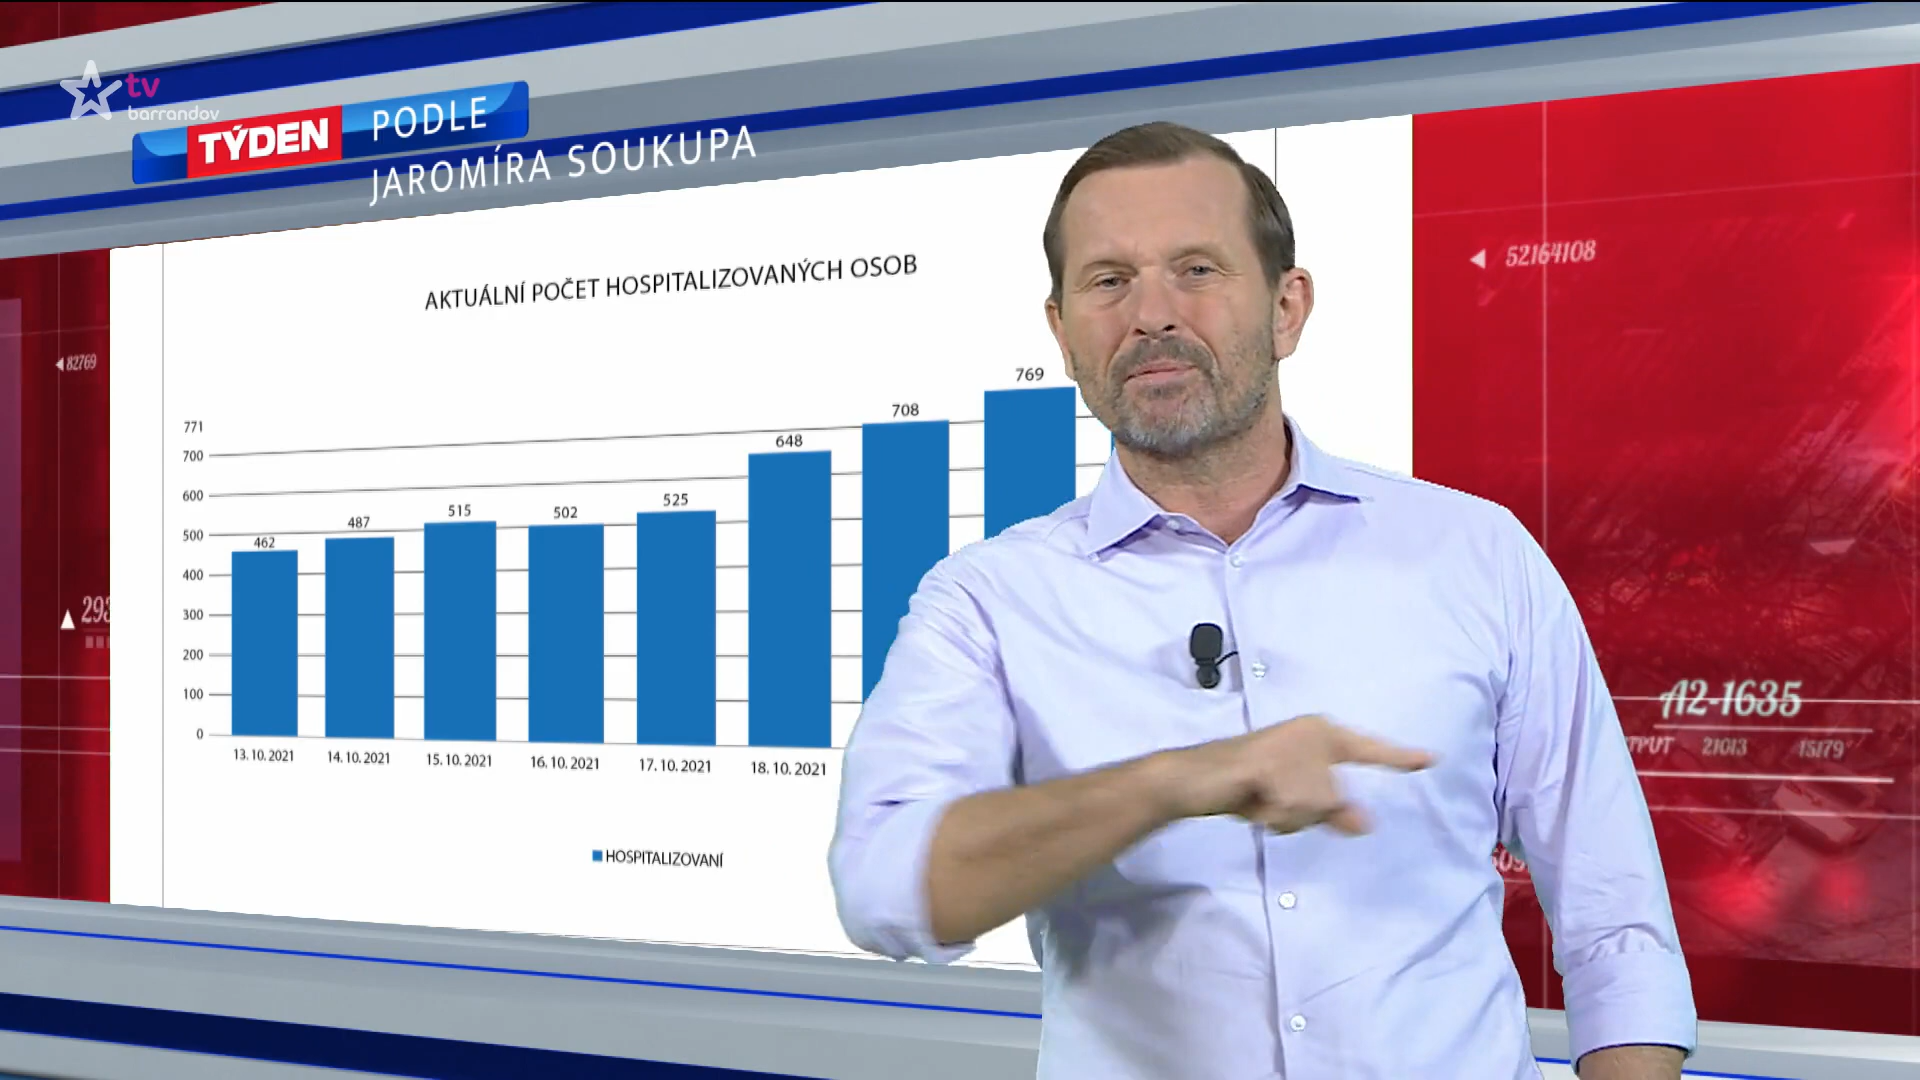 tv
barrandov
TÝDEN
PODLE
JAROMÍRA SOUKUPA
AKTUÁLNÍ POČET HOSPITALIZOVANÝCH OSOB
771
700
600
500
400
300
200
100
0
462
487
515
502
525
648
708
769
13. 10. 2021
14. 10. 2021
15. 10. 2021
16. 10. 2021
17. 10. 2021
18. 10. 2021
HOSPITALIZOVANÍ
82769
293
52164108
A2-1635
21013
15179